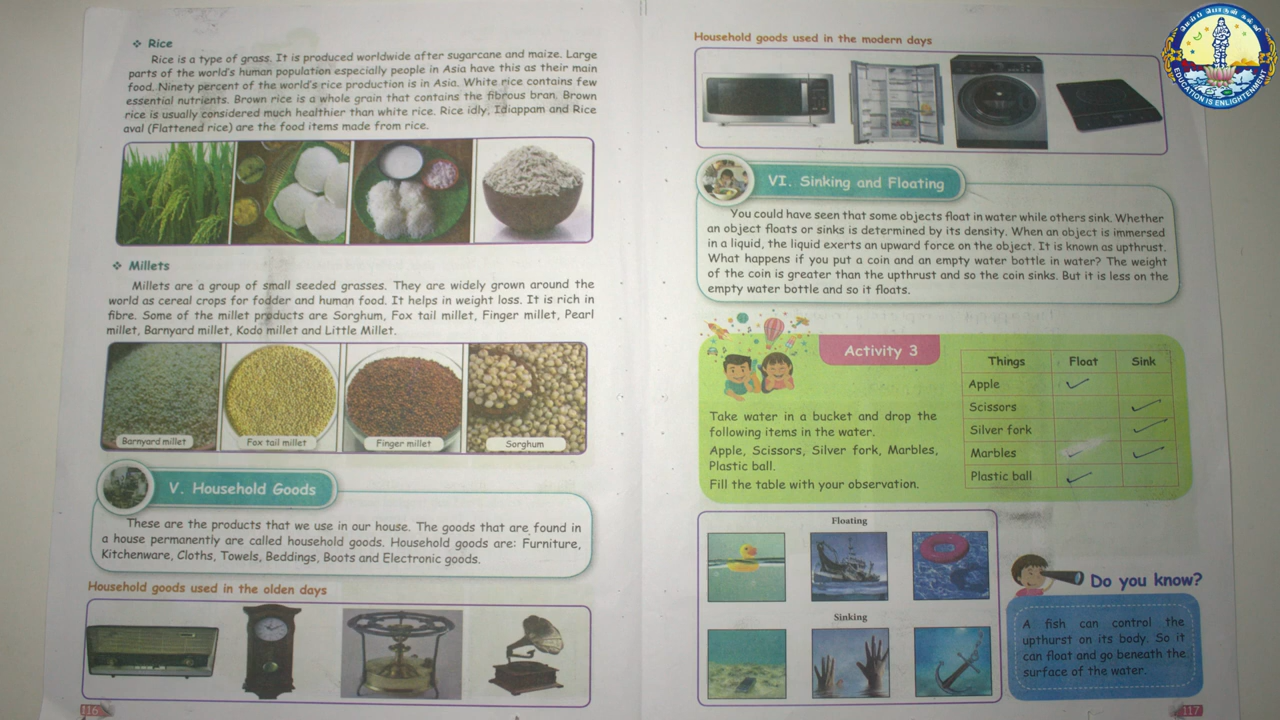 ❖ Rice
Rice is a type of grass. It is produced worldwide after sugarcane and maize. Large
parts of the world's human population especially people in Asia have this as their main
food. Ninety percent of the world's rice production is in Asia. White rice contains few
essential nutrients. Brown rice is a whole grain that contains the fibrous bran. Brown
rice is usually considered much healthier than white rice. Rice idly, Idiappam and Rice
aval (Flattened rice) are the food items made from rice.
❖ Millets
Millets are a group of small seeded grasses. They are widely grown around the
world as cereal crops for fodder and human food. It helps in weight loss. It is rich in
fibre. Some of the millet products are Sorghum, Fox tail millet, Finger millet, Pearl
millet, Barnyard millet, Kodo millet and Little Millet.
Barnyard millet
Fox tail millet
Finger millet
Sorghum
V. Household Goods
These are the products that we use in our house. The goods that are found in
a house permanently are called household goods. Household goods are: Furniture,
Kitchenware, Cloths, Towels, Beddings, Boots and Electronic goods.
Household goods used in the olden days
116
Household goods used in the modern days
VI. Sinking and Floating
You could have seen that some objects float in water while others sink. Whether
an object floats or sinks is determined by its density. When an object is immersed
in a liquid, the liquid exerts an upward force on the object. It is known as upthrust.
What happens if you put a coin and an empty water bottle in water? The weight
of the coin is greater than the upthrust and so the coin sinks. But it is less on the
empty water bottle and so it floats.
Activity 3
Take water in a bucket and drop the
following items in the water.
Apple, Scissors, Silver fork, Marbles,
Plastic ball.
Fill the table with your observation.
Things Float Sink
Apple ✓
Scissors ✓
Silver fork ✓
Marbles ✓ ✓
Plastic ball ✓
Floating
Sinking
Do you know?
A fish can control the
upthurst on its body. So it
can float and go beneath the
surface of the water.
117
மெய்ப் பொருள் கல்வி
EDUCATION IS ENLIGHTENMENT